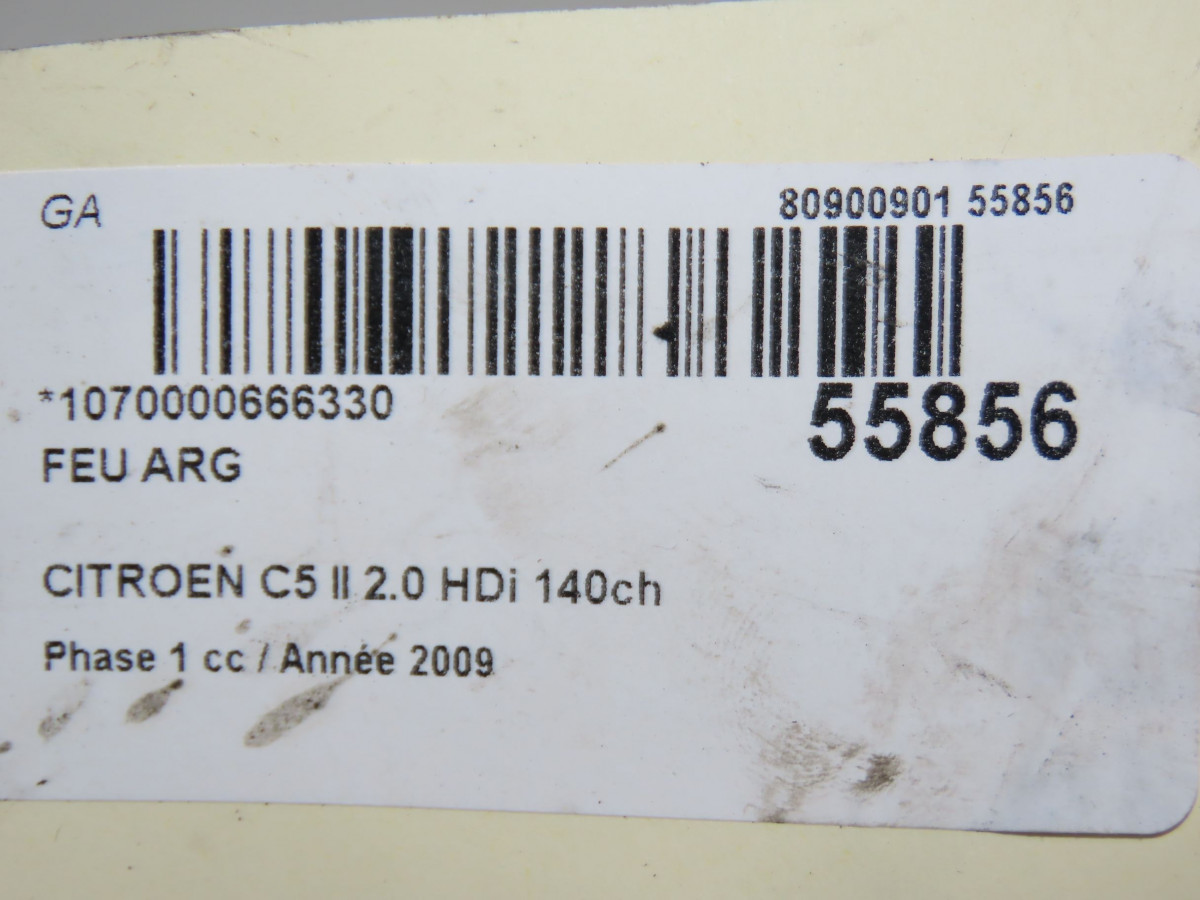 GA
80900901 55856
*1070000666330
55856
FEU ARG
CITROEN C5 II 2.0 HDi 140ch
Phase 1 cc / Année 2009